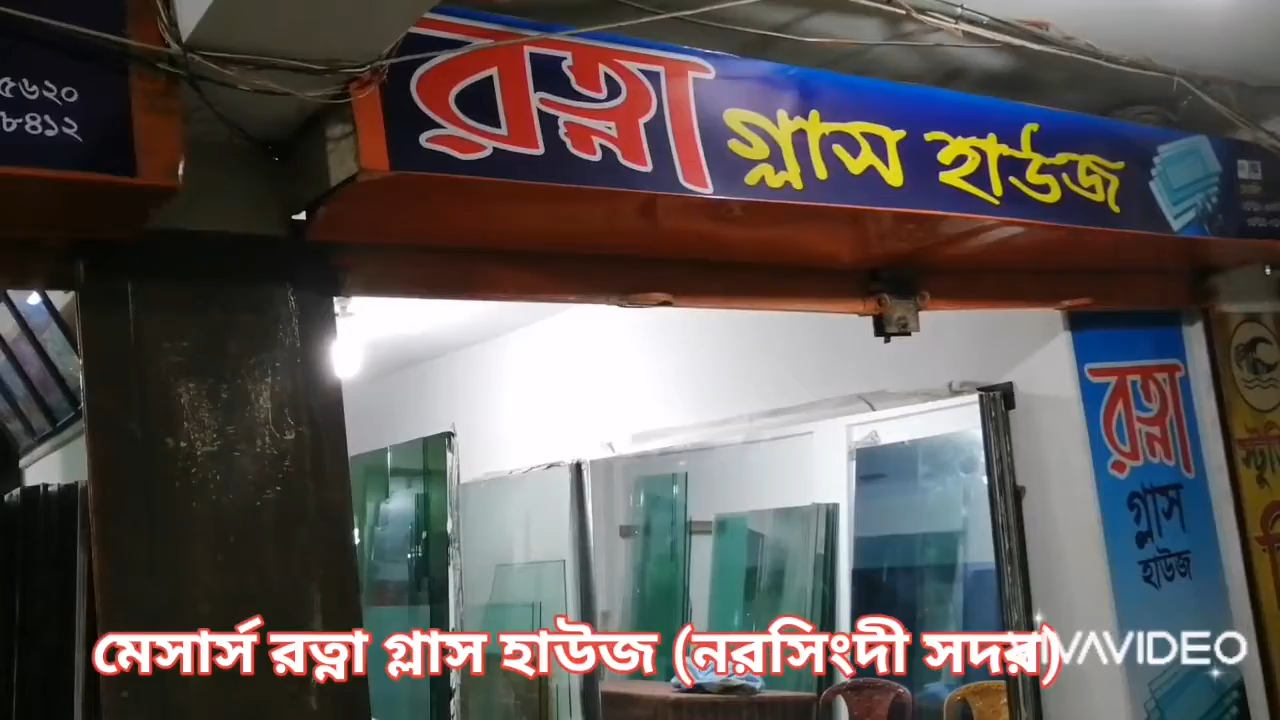 ৫৬২০
৮৪১২
রত্না গ্লাস হাউজ
রত্না
গ্লাস
হাউজ
মেসার্স রত্না গ্লাস হাউজ (নরসিংদী সদর)
VIVAVIDEO